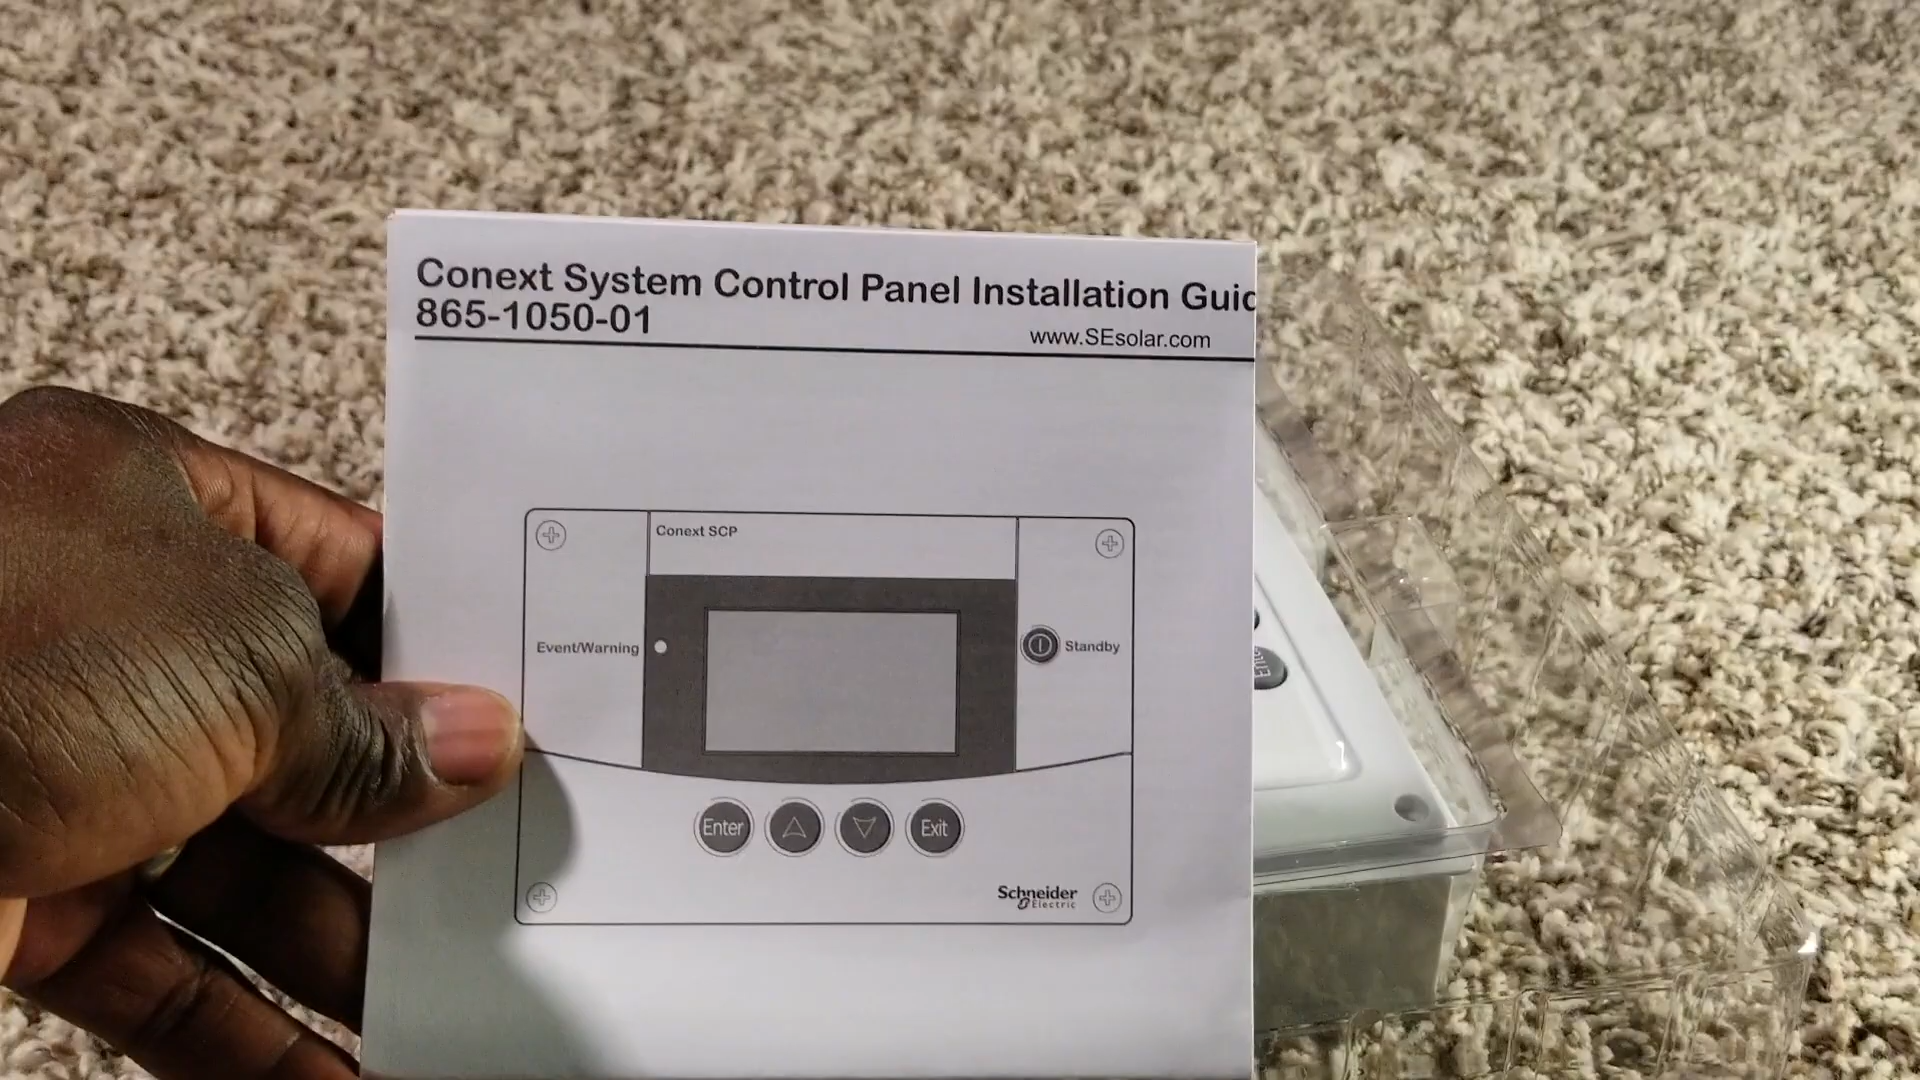 Conext System Control Panel Installation Guid
865-1050-01
www.SEsolar.com
Conext SCP
Event/Warning
Standby
Enter
Exit
Schneider
Electric